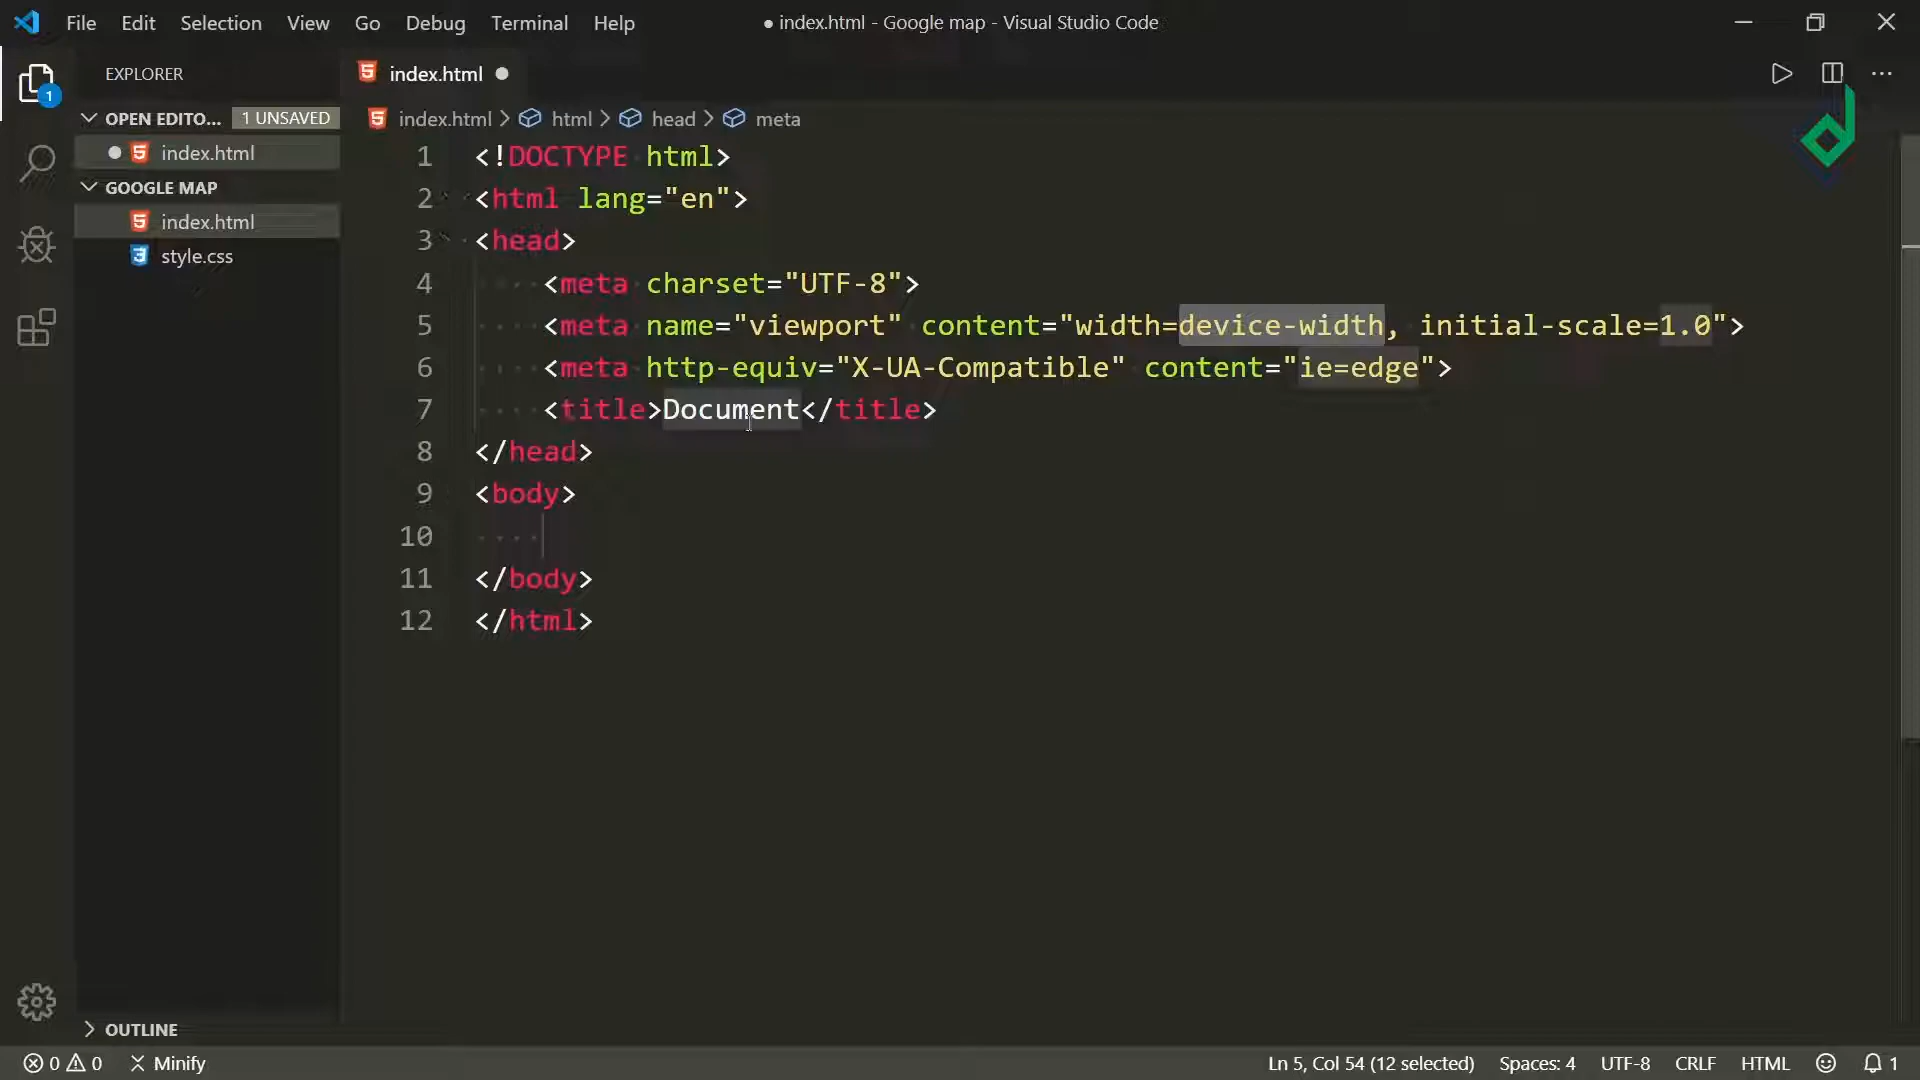 File Edit Selection View Go Debug Terminal Help ● index.html - Google map - Visual Studio Code
EXPLORER
index.html
OPEN EDITO... 1 UNSAVED
index.html > html > head > meta
1
index.html
GOOGLE MAP
index.html
style.css
1 <!DOCTYPE html>
2 <html lang="en">
3 <head>
4 <meta charset="UTF-8">
5 <meta name="viewport" content="width=device-width, initial-scale=1.0">
6 <meta http-equiv="X-UA-Compatible" content="ie=edge">
7 <title>Document</title>
8 </head>
9 <body>
10
11 </body>
12 </html>
OUTLINE
0 0 Minify Ln 5, Col 54 (12 selected) Spaces: 4 UTF-8 CRLF HTML 1